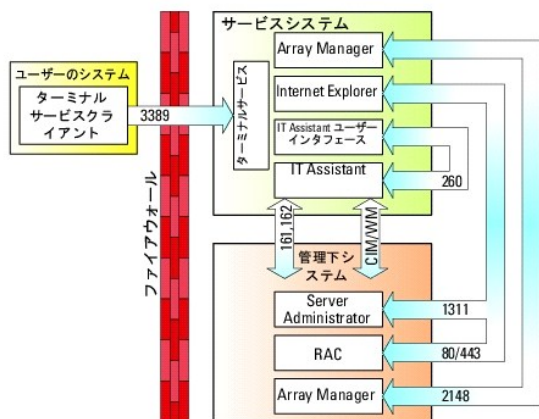 サービスシステム
Array Manager
ユーザーのシステム
ターミナル
サービスクラ
イアント
3389
ターミナルサービス
Internet Explorer
IT Assistant ユーザー
インタフェース
IT Assistant
260
ファイアウォール
161,162
CIM/WM
管理下シ
ステム
Server
Administrator
1311
RAC
80/443
Array Manager
2148